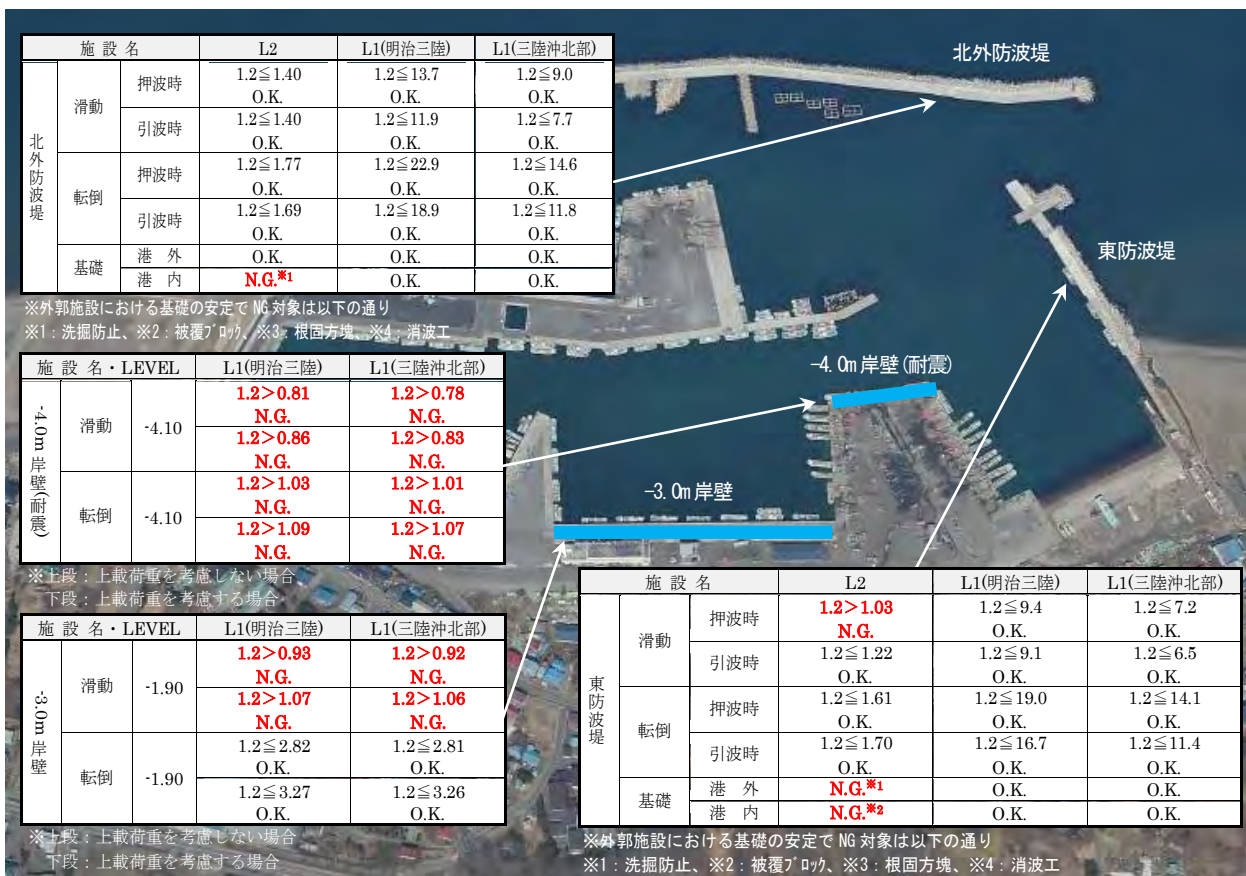 施 設 名 L2 L1(明治三陸) L1(三陸沖北部)
北外防波堤 滑動 押波時 1.2≦1.40 1.2≦13.7 1.2≦9.0
O.K. O.K. O.K.
引波時 1.2≦1.40 1.2≦11.9 1.2≦7.7
O.K. O.K. O.K.
転倒 押波時 1.2≦1.77 1.2≦22.9 1.2≦14.6
O.K. O.K. O.K.
引波時 1.2≦1.69 1.2≦18.9 1.2≦11.8
O.K. O.K. O.K.
基礎 港 外 O.K. O.K. O.K.
港 内 N.G.※1 O.K. O.K.
※外郭施設における基礎の安定でNG対象は以下の通り
※1：洗掘防止、※2：被覆ブロック、※3：根固方塊、※4：消波工
北外防波堤
東防波堤
-4.0m岸壁(耐震)
-3.0m岸壁
施 設 名・LEVEL L1(明治三陸) L1(三陸沖北部)
-4.0m岸壁(耐震) 滑動 -4.10 1.2>0.81 1.2>0.78
N.G. N.G.
1.2>0.86 1.2>0.83
N.G. N.G.
転倒 -4.10 1.2>1.03 1.2>1.01
N.G. N.G.
1.2>1.09 1.2>1.07
N.G. N.G.
※上段：上載荷重を考慮しない場合
下段：上載荷重を考慮する場合
施 設 名・LEVEL L1(明治三陸) L1(三陸沖北部)
-3.0m岸壁 滑動 -1.90 1.2>0.93 1.2>0.92
N.G. N.G.
1.2>1.07 1.2>1.06
N.G. N.G.
転倒 -1.90 1.2≦2.82 1.2≦2.81
O.K. O.K.
1.2≦3.27 1.2≦3.26
O.K. O.K.
※上段：上載荷重を考慮しない場合
下段：上載荷重を考慮する場合
施 設 名 L2 L1(明治三陸) L1(三陸沖北部)
東防波堤 滑動 押波時 1.2>1.03 1.2≦9.4 1.2≦7.2
N.G. O.K. O.K.
引波時 1.2≦1.22 1.2≦9.1 1.2≦6.5
O.K. O.K. O.K.
転倒 押波時 1.2≦1.61 1.2≦19.0 1.2≦14.1
O.K. O.K. O.K.
引波時 1.2≦1.70 1.2≦16.7 1.2≦11.4
O.K. O.K. O.K.
基礎 港 外 N.G.※1 O.K. O.K.
港 内 N.G.※2 O.K. O.K.
※外郭施設における基礎の安定でNG対象は以下の通り
※1：洗掘防止、※2：被覆ブロック、※3：根固方塊、※4：消波工